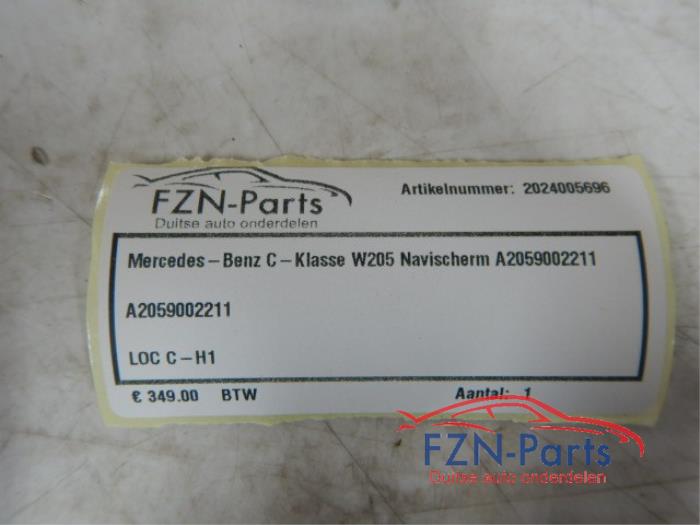 FZN-Parts
Duitse auto onderdelen
Artikelnummer: 2024005696
Mercedes-Benz C-Klasse W205 Navischerm A2059002211
A2059002211
LOC C-H1
€ 349.00 BTW Aantal: 1
FZN-Parts
Duitse auto onderdelen